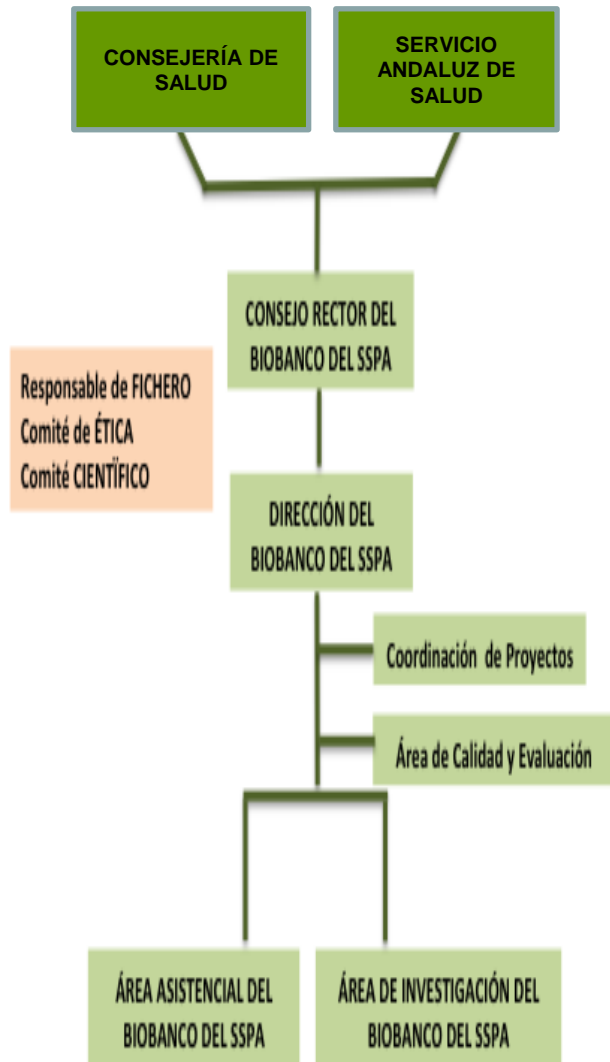 CONSEJERÍA DE
SALUD
SERVICIO
ANDALUZ DE
SALUD
CONSEJO RECTOR DEL
BIOBANCO DEL SSPA
Responsable de FICHERO
Comité de ÉTICA
Comité CIENTÏFICO
DIRECCIÓN DEL
BIOBANCO DEL SSPA
Coordinación de Proyectos
Área de Calidad y Evaluación
ÁREA ASISTENCIAL DEL
BIOBANCO DEL SSPA
ÁREA DE INVESTIGACIÓN DEL
BIOBANCO DEL SSPA